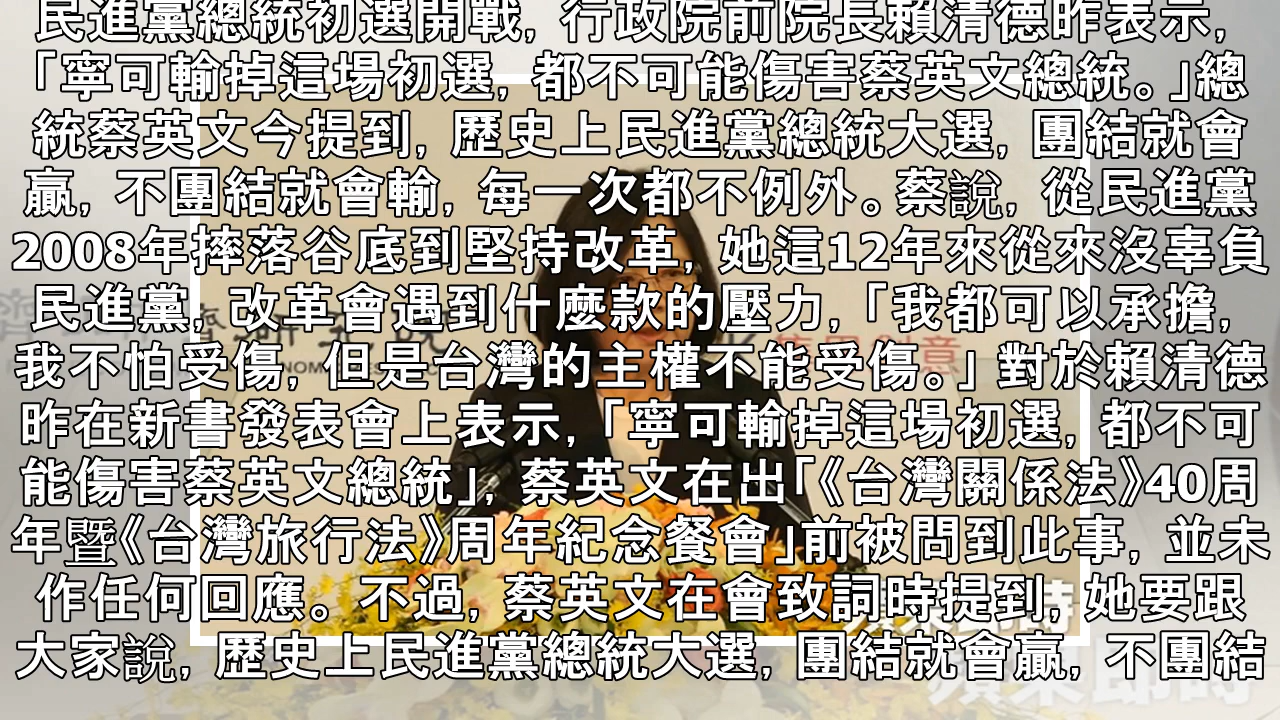 民進黨總統初選開戰, 行政院前院長賴清德昨表示,
「寧可輸掉這場初選, 都不可能傷害蔡英文總統。」總
統蔡英文今提到, 歷史上民進黨總統大選, 團結就會
贏, 不團結就會輸, 每一次都不例外。蔡說, 從民進黨
2008年摔落谷底到堅持改革, 她這12年來從來沒辜負
民進黨, 改革會遇到什麼款的壓力,「我都可以承擔,
我不怕受傷, 但是台灣的主權不能受傷。」對於賴清德
昨在新書發表會上表示,「寧可輸掉這場初選, 都不可
能傷害蔡英文總統」, 蔡英文在出「《台灣關係法》40周
年暨《台灣旅行法》周年紀念餐會」前被問到此事, 並未
作任何回應。不過, 蔡英文在會致詞時提到, 她要跟
大家說, 歷史上民進黨總統大選, 團結就會贏, 不團結
蘋果即時